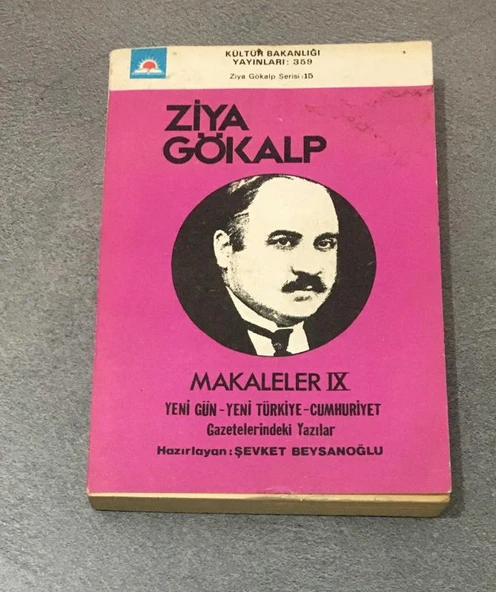 KÜLTÜR BAKANLIĞI
YAYINLARI: 359
Ziya Gökalp Serisi :15
ZİYA
GÖKALP
MAKALELER IX
YENİ GÜN-YENİ TÜRKİYE-CUMHURİYET
Gazetelerindeki Yazılar
Hazırlayan: ŞEVKET BEYSANOĞLU